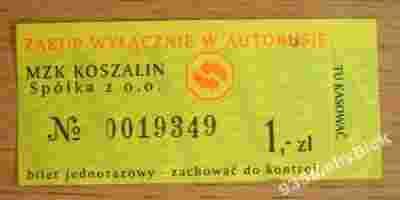 ZAKUP WYŁĄCZNIE W AUTOBUSIE
MZK KOSZALIN
Spółka z o.o.
№ 0019349
1,- zł
bilet jednorazowy - zachować do kontroli
TU KASOWAĆ